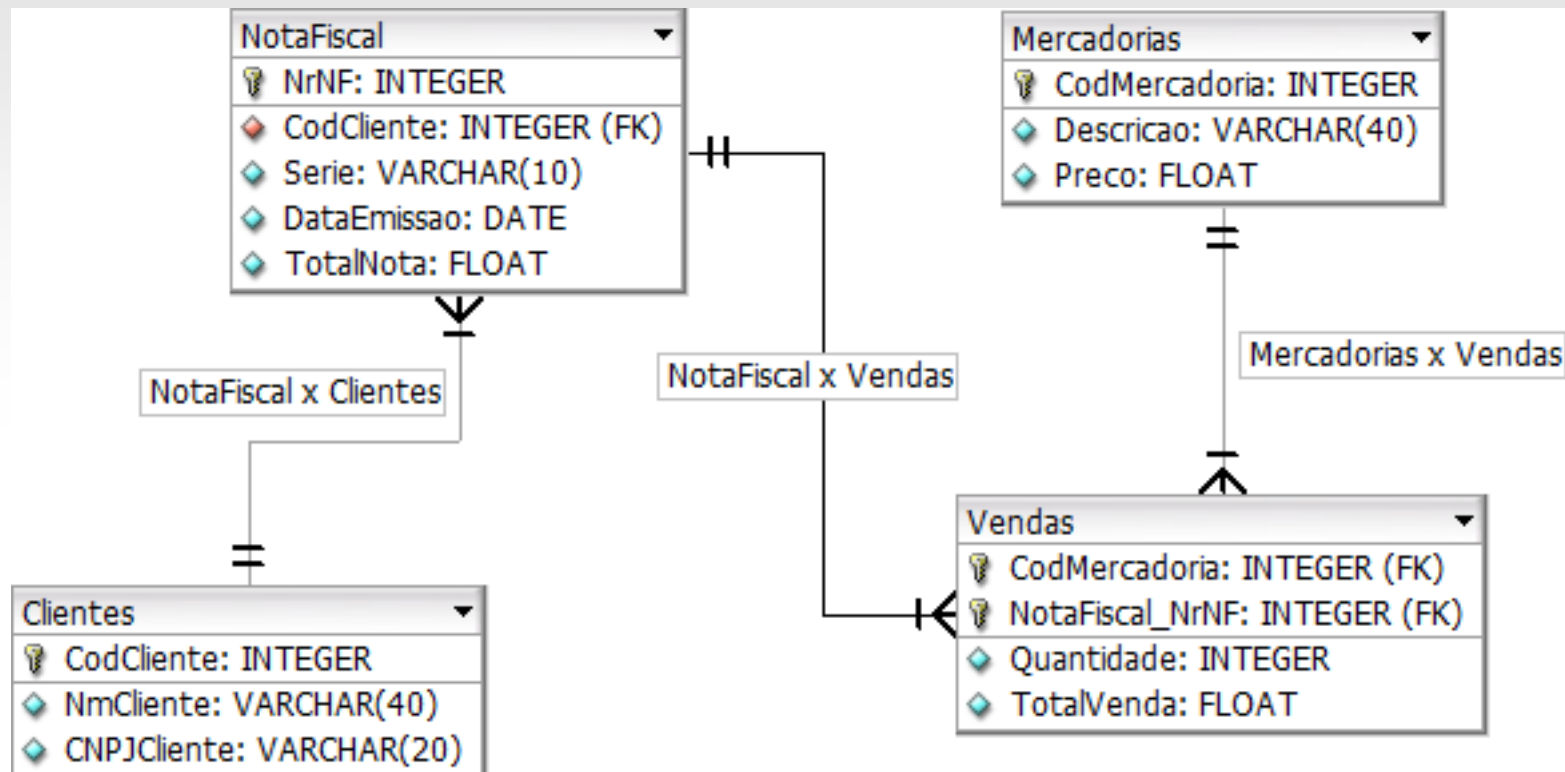 NotaFiscal
NrNF: INTEGER
CodCliente: INTEGER (FK)
Serie: VARCHAR(10)
DataEmissao: DATE
TotalNota: FLOAT
Mercadorias
CodMercadoria: INTEGER
Descricao: VARCHAR(40)
Preco: FLOAT
NotaFiscal x Clientes
NotaFiscal x Vendas
Mercadorias x Vendas
Clientes
CodCliente: INTEGER
NmCliente: VARCHAR(40)
CNPJCliente: VARCHAR(20)
Vendas
CodMercadoria: INTEGER (FK)
NotaFiscal_NrNF: INTEGER (FK)
Quantidade: INTEGER
TotalVenda: FLOAT